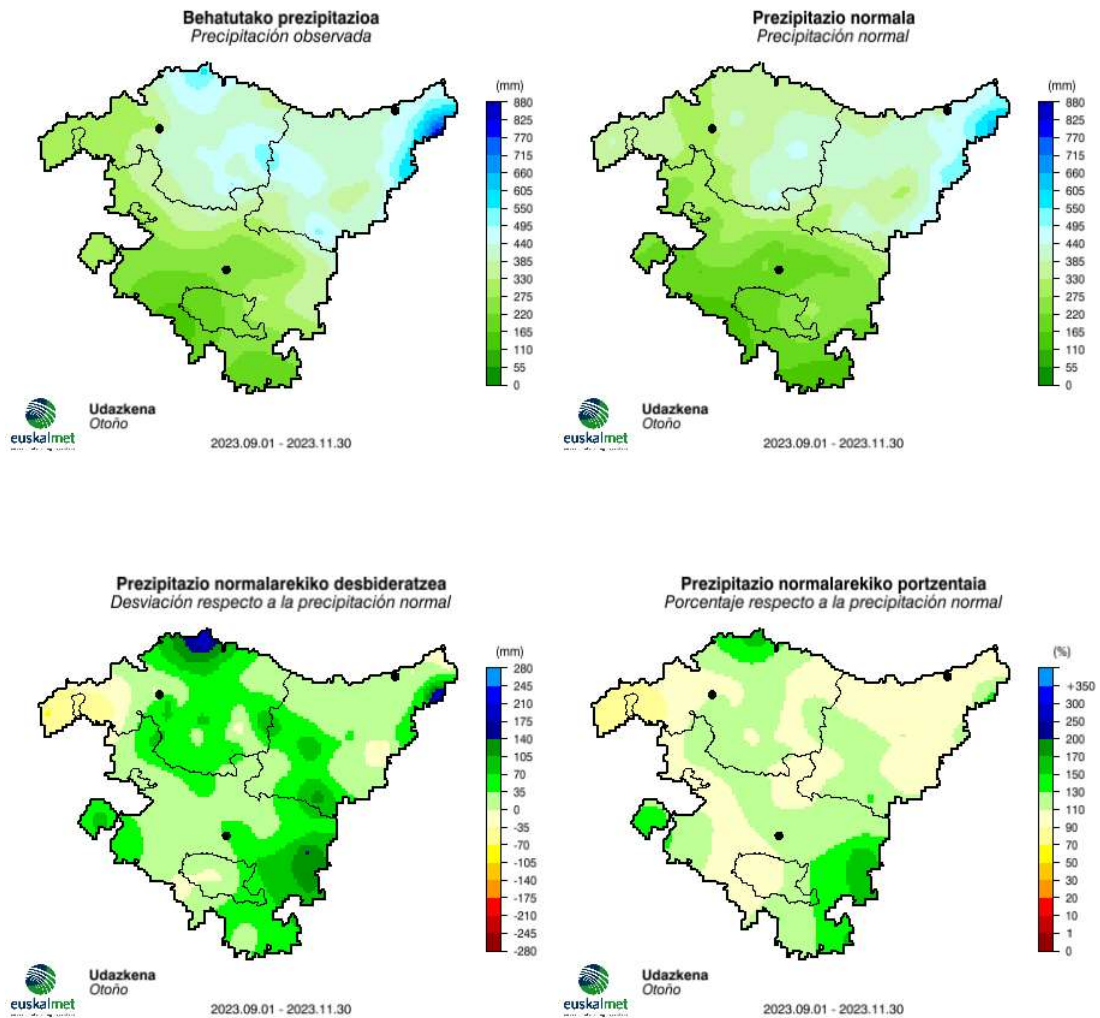 Behatutako prezipitazioa
Precipitación observada
(mm)
880
825
770
715
660
605
550
495
440
385
330
275
220
165
110
55
0
euskalmet
Udazkena
Otoño
2023.09.01 - 2023.11.30
Prezipitazio normala
Precipitación normal
(mm)
880
825
770
715
660
605
550
495
440
385
330
275
220
165
110
55
0
euskalmet
Udazkena
Otoño
2023.09.01 - 2023.11.30
Prezipitazio normalarekiko desbideratzea
Desviación respecto a la precipitación normal
(mm)
280
245
210
175
140
105
70
35
0
-35
-70
-105
-140
-175
-210
-245
-280
euskalmet
Udazkena
Otoño
2023.09.01 - 2023.11.30
Prezipitazio normalarekiko portzentaia
Porcentaje respecto a la precipitación normal
(%)
+350
300
250
200
170
150
130
110
90
70
50
30
20
10
1
0
euskalmet
Udazkena
Otoño
2023.09.01 - 2023.11.30